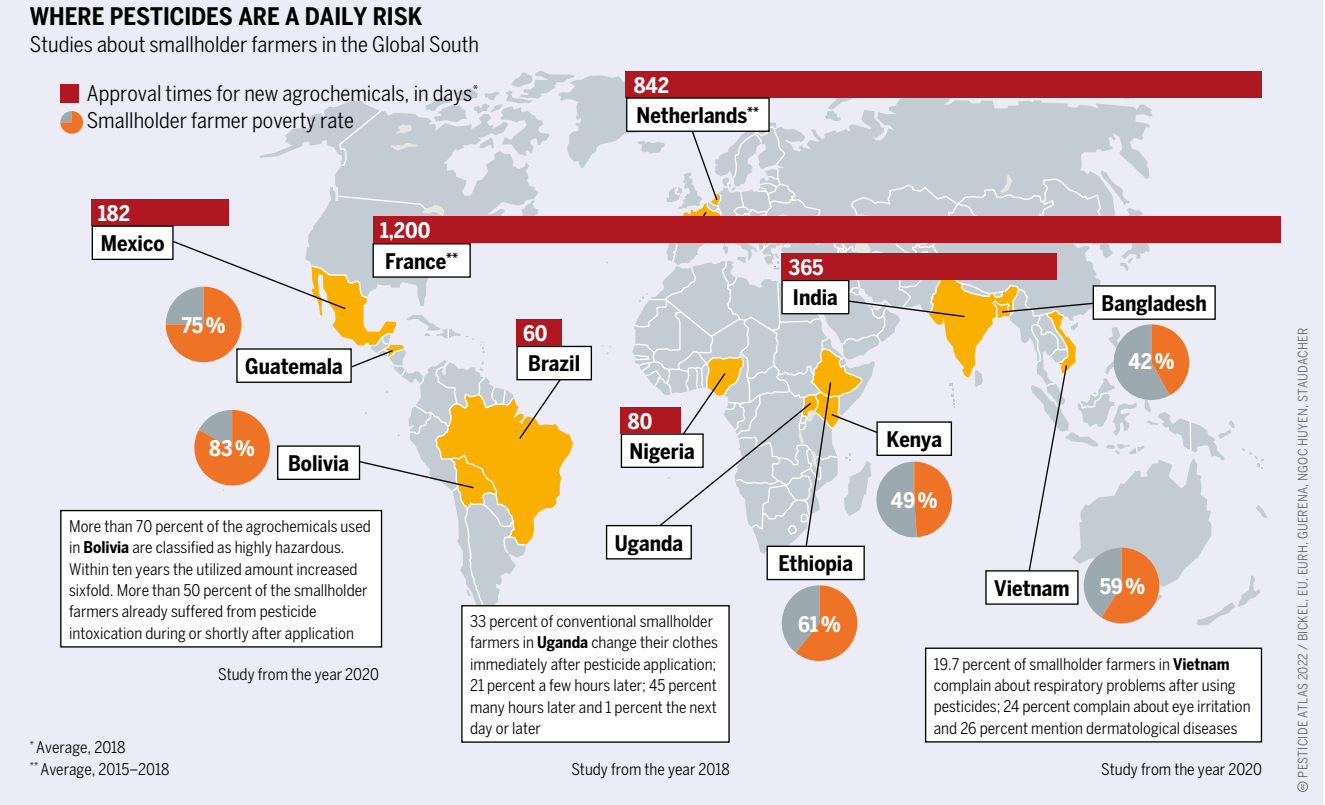 WHERE PESTICIDES ARE A DAILY RISK
Studies about smallholder farmers in the Global South
Approval times for new agrochemicals, in days*
Smallholder farmer poverty rate
842
Netherlands**
182
Mexico
1,200
France**
365
India
Bangladesh
42 %
75 %
Guatemala
60
Brazil
80
Nigeria
83 %
Bolivia
Kenya
49 %
Uganda
Ethiopia
61 %
Vietnam
59 %
More than 70 percent of the agrochemicals used
in Bolivia are classified as highly hazardous.
Within ten years the utilized amount increased
sixfold. More than 50 percent of the smallholder
farmers already suffered from pesticide
intoxication during or shortly after application
Study from the year 2020
33 percent of conventional smallholder
farmers in Uganda change their clothes
immediately after pesticide application;
21 percent a few hours later; 45 percent
many hours later and 1 percent the next
day or later
Study from the year 2018
19.7 percent of smallholder farmers in Vietnam
complain about respiratory problems after using
pesticides; 24 percent complain about eye irritation
and 26 percent mention dermatological diseases
Study from the year 2020
* Average, 2018
** Average, 2015–2018
PESTICIDE ATLAS 2022 / BICKEL, EU, EURH, GUERENA, NGOC HUYEN, STAUDACHER